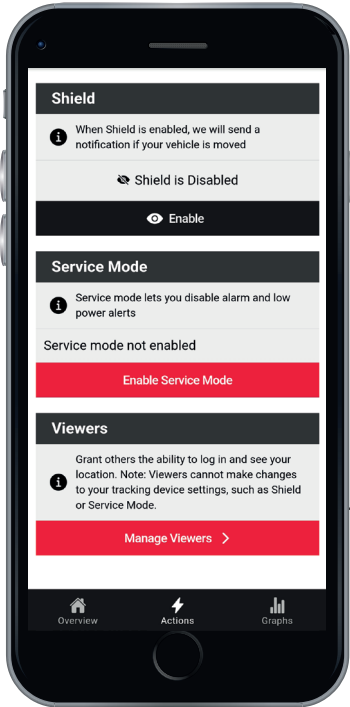 Shield
When Shield is enabled, we will send a
notification if your vehicle is moved
Shield is Disabled
Enable
Service Mode
Service mode lets you disable alarm and low
power alerts
Service mode not enabled
Enable Service Mode
Viewers
Grant others the ability to log in and see your
location. Note: Viewers cannot make changes
to your tracking device settings, such as Shield
or Service Mode.
Manage Viewers
Overview
Actions
Graphs